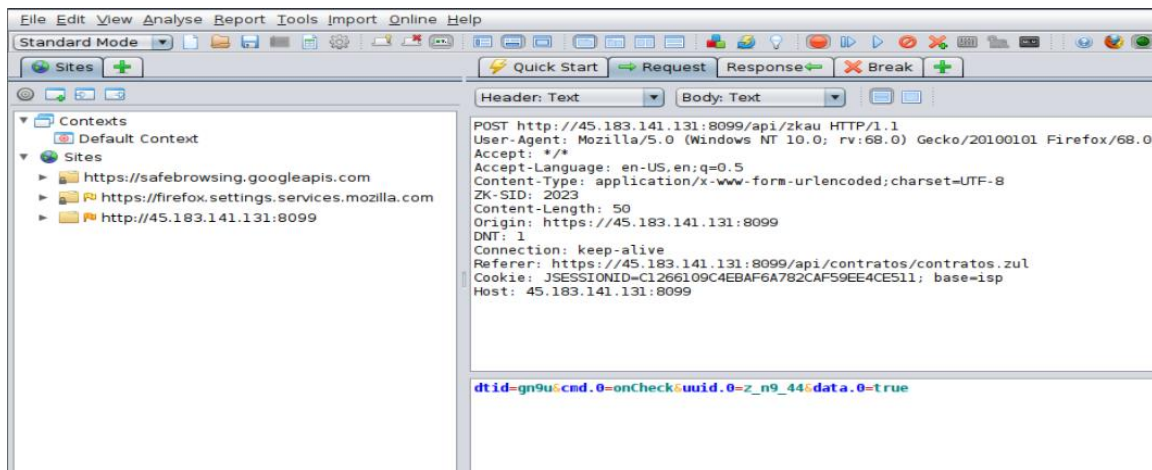 File Edit View Analyse Report Tools Import Online Help
Standard Mode
Sites
Quick Start Request Response Break
Header: Text Body: Text
Contexts
Default Context
Sites
https://safebrowsing.googleapis.com
https://firefox.settings.services.mozilla.com
http://45.183.141.131:8099
POST http://45.183.141.131:8099/api/zkau HTTP/1.1
User-Agent: Mozilla/5.0 (Windows NT 10.0; rv:68.0) Gecko/20100101 Firefox/68.0
Accept: */*
Accept-Language: en-US,en;q=0.5
Content-Type: application/x-www-form-urlencoded;charset=UTF-8
ZK-SID: 2023
Content-Length: 50
Origin: https://45.183.141.131:8099
DNT: 1
Connection: keep-alive
Referer: https://45.183.141.131:8099/api/contratos/contratos.zul
Cookie: JSESSIONID=C1266109C4EBAF6A782CAF59EE4CE511; base=isp
Host: 45.183.141.131:8099
dtid=gn9u&cmd.0=onCheck&uuid.0=z_n9_44&data.0=true